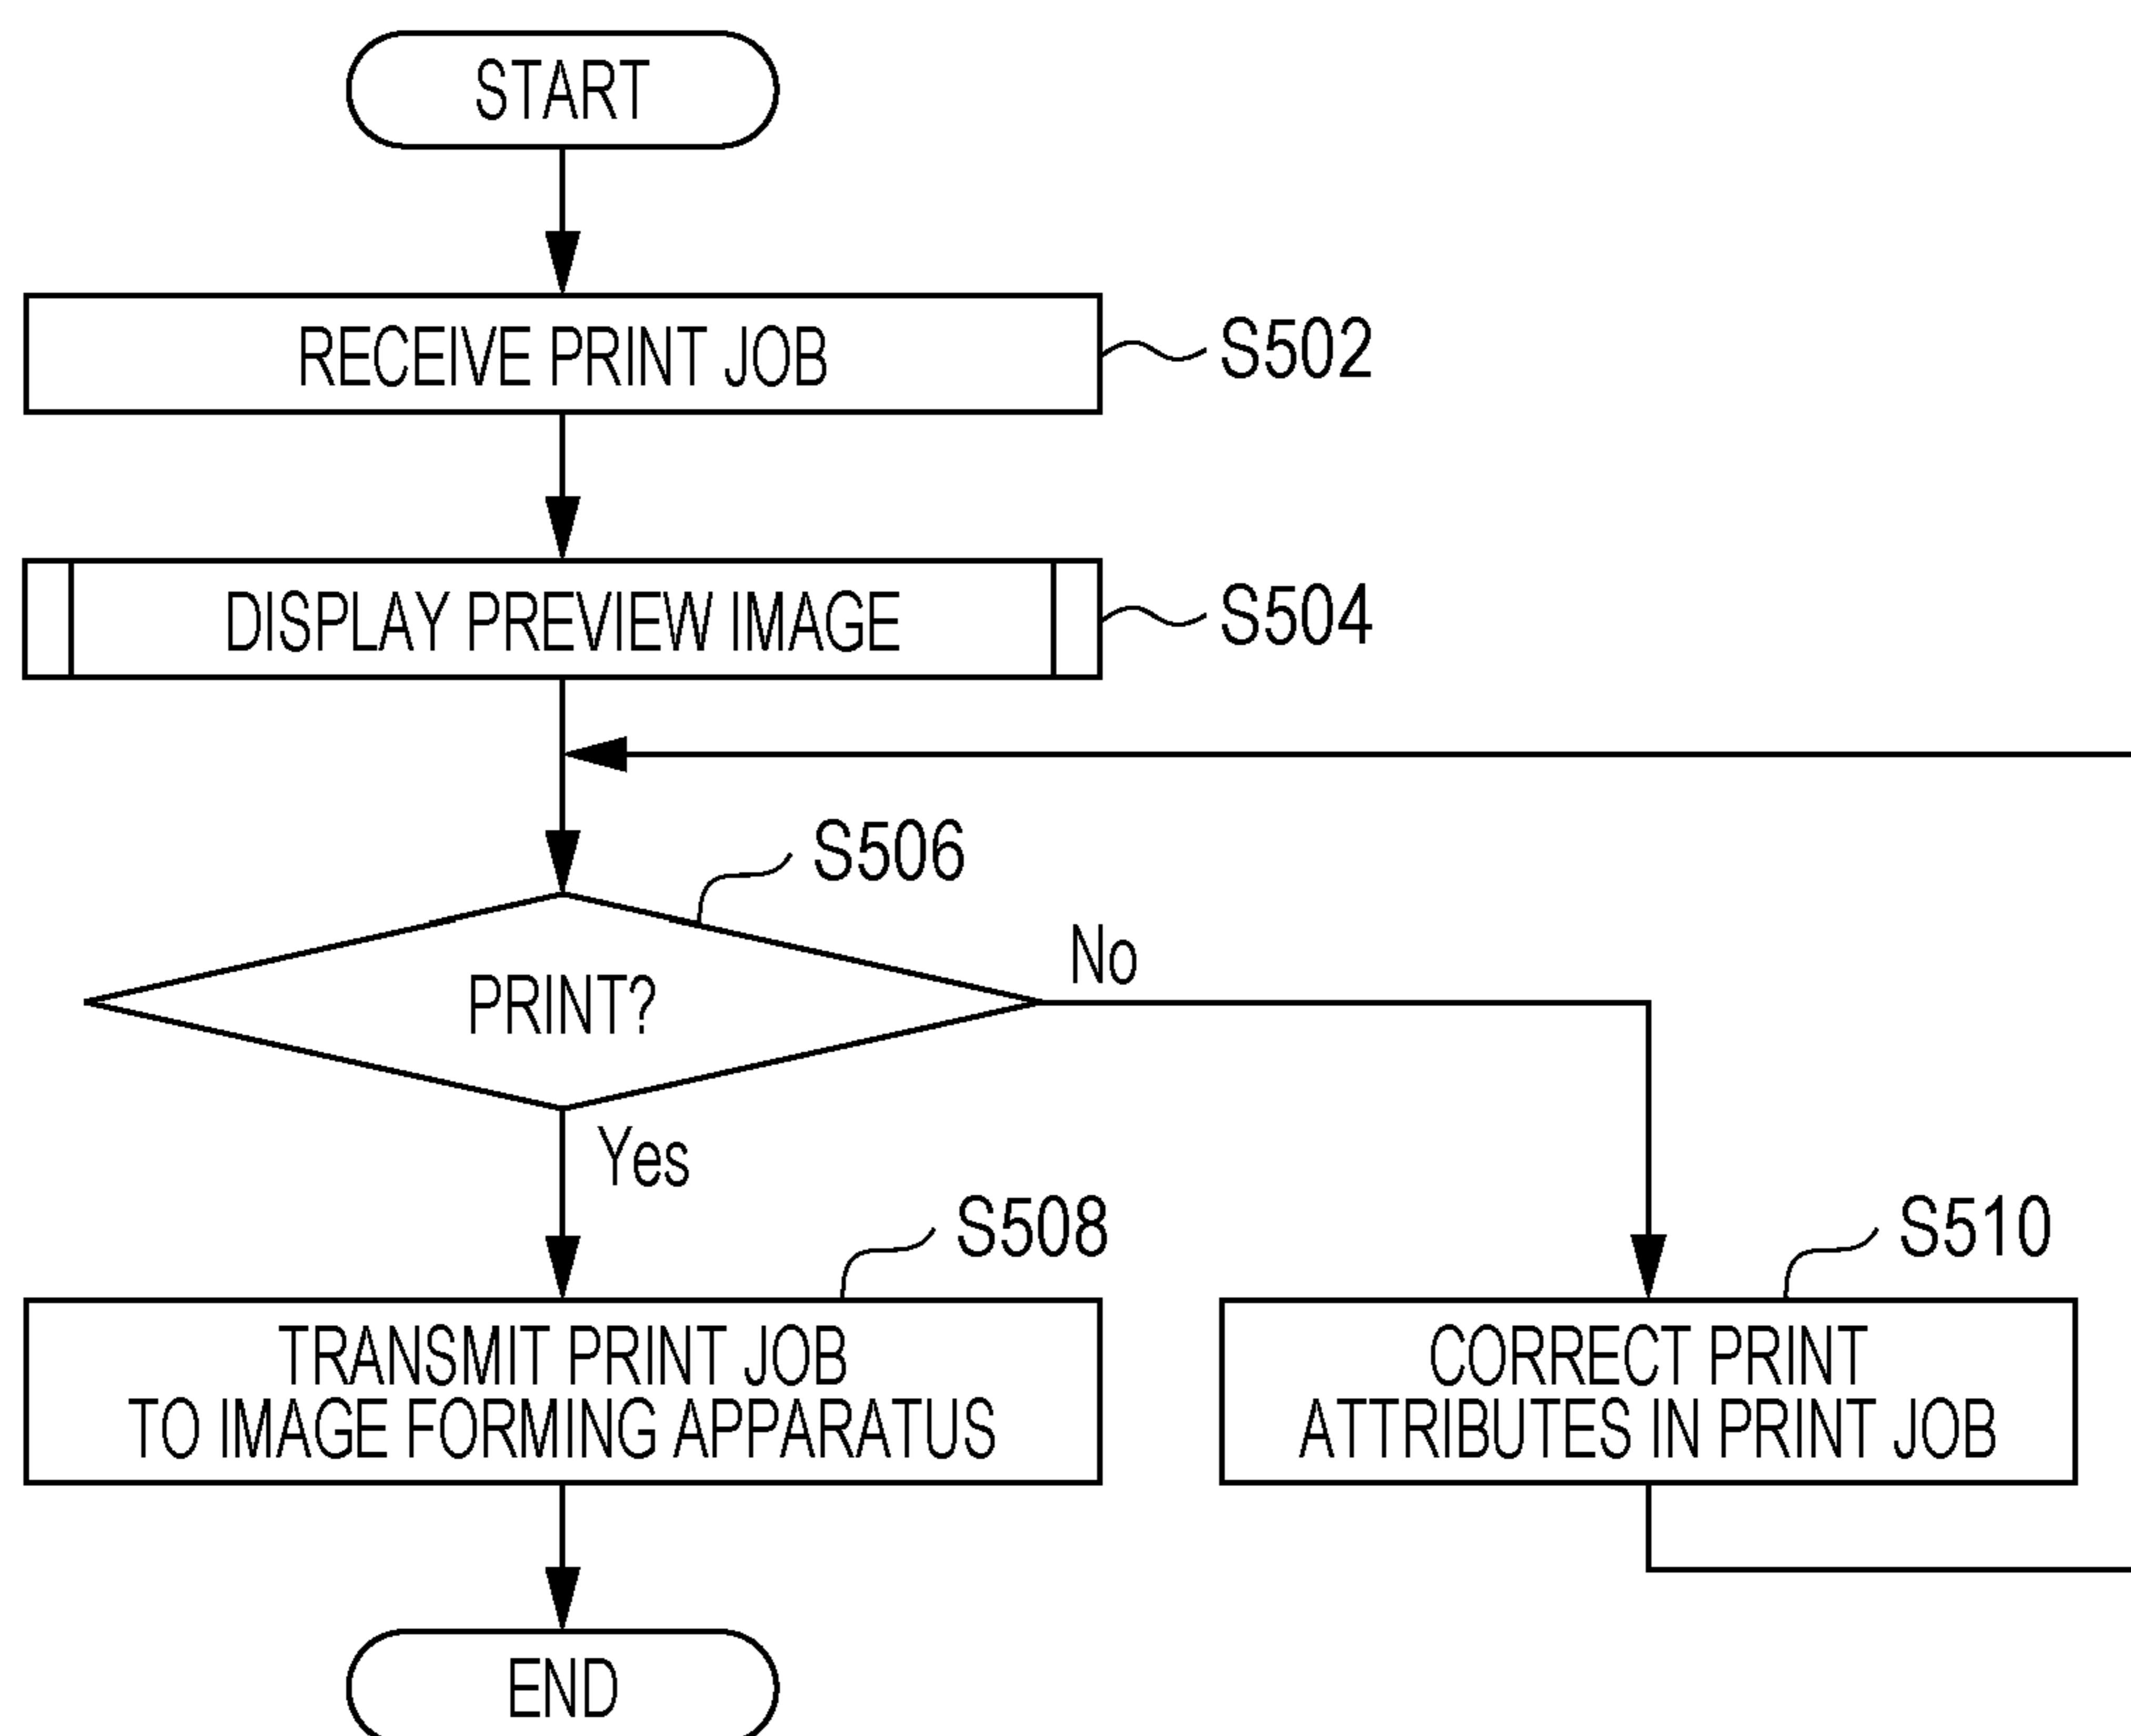 START
RECEIVE PRINT JOB
S502
DISPLAY PREVIEW IMAGE
S504
S506
PRINT?
No
Yes
S508
TRANSMIT PRINT JOB
TO IMAGE FORMING APPARATUS
S510
CORRECT PRINT
ATTRIBUTES IN PRINT JOB
END